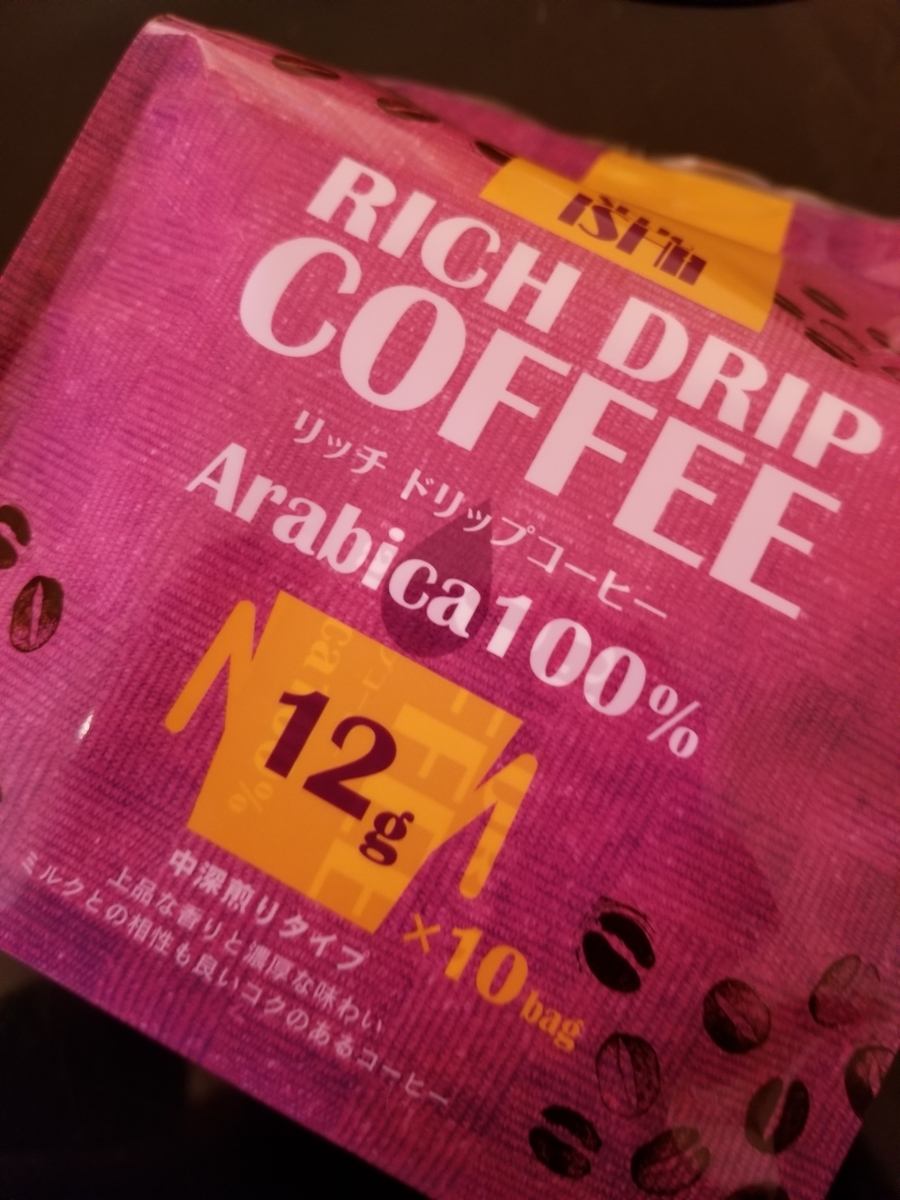 RICH DRIP
COFFEE
リッチ ドリップコーヒー
Arabica100%
12g
×10bag
中深煎りタイプ
上品な香りと濃厚な味わい
ミルクとの相性も良いコクのあるコーヒー